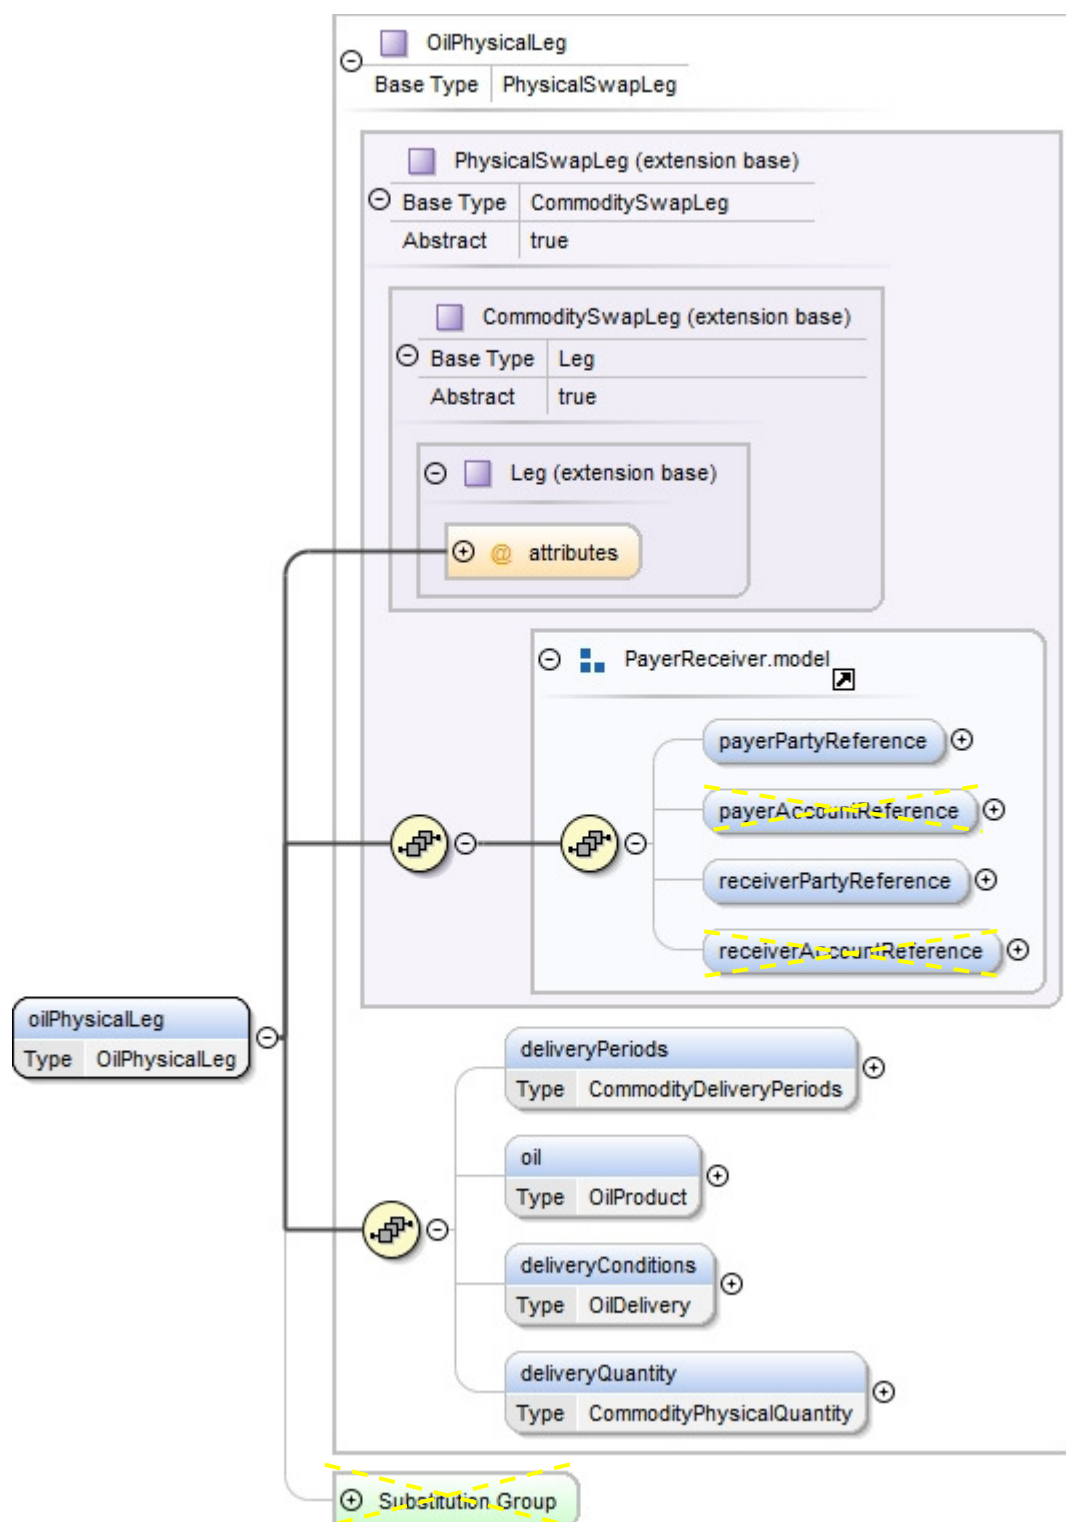 OilPhysicalLeg
Base Type PhysicalSwapLeg
PhysicalSwapLeg (extension base)
Base Type CommoditySwapLeg
Abstract true
CommoditySwapLeg (extension base)
Base Type Leg
Abstract true
Leg (extension base)
@ attributes
PayerReceiver.model
payerPartyReference
payerAccountReference
receiverPartyReference
receiverAccountReference
oilPhysicalLeg
Type OilPhysicalLeg
deliveryPeriods
Type CommodityDeliveryPeriods
oil
Type OilProduct
deliveryConditions
Type OilDelivery
deliveryQuantity
Type CommodityPhysicalQuantity
Substitution Group